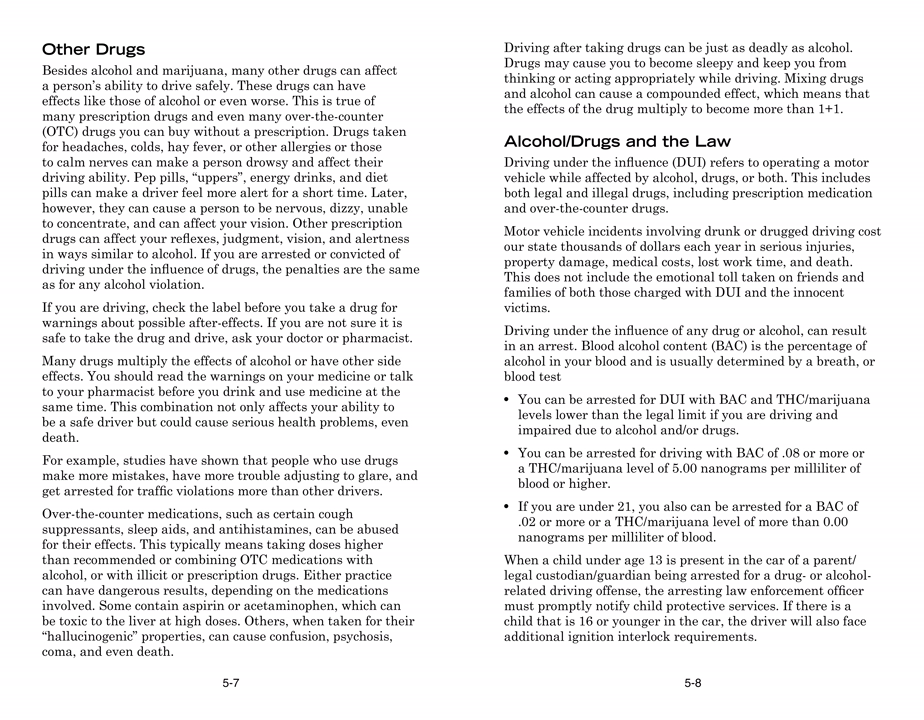 Other Drugs
Besides alcohol and marijuana, many other drugs can affect
a person's ability to drive safely. These drugs can have
effects like those of alcohol or even worse. This is true of
many prescription drugs and even many over-the-counter
(OTC) drugs you can buy without a prescription. Drugs taken
for headaches, colds, hay fever, or other allergies or those
to calm nerves can make a person drowsy and affect their
driving ability. Pep pills, “uppers”, energy drinks, and diet
pills can make a driver feel more alert for a short time. Later,
however, they can cause a person to be nervous, dizzy, unable
to concentrate, and can affect your vision. Other prescription
drugs can affect your reflexes, judgment, vision, and alertness
in ways similar to alcohol. If you are arrested or convicted of
driving under the influence of drugs, the penalties are the same
as for any alcohol violation.
If you are driving, check the label before you take a drug for
warnings about possible after-effects. If you are not sure it is
safe to take the drug and drive, ask your doctor or pharmacist.
Many drugs multiply the effects of alcohol or have other side
effects. You should read the warnings on your medicine or talk
to your pharmacist before you drink and use medicine at the
same time. This combination not only affects your ability to
be a safe driver but could cause serious health problems, even
death.
For example, studies have shown that people who use drugs
make more mistakes, have more trouble adjusting to glare, and
get arrested for traffic violations more than other drivers.
Over-the-counter medications, such as certain cough
suppressants, sleep aids, and antihistamines, can be abused
for their effects. This typically means taking doses higher
than recommended or combining OTC medications with
alcohol, or with illicit or prescription drugs. Either practice
can have dangerous results, depending on the medications
involved. Some contain aspirin or acetaminophen, which can
be toxic to the liver at high doses. Others, when taken for their
“hallucinogenic” properties, can cause confusion, psychosis,
coma, and even death.
5-7
Driving after taking drugs can be just as deadly as alcohol.
Drugs may cause you to become sleepy and keep you from
thinking or acting appropriately while driving. Mixing drugs
and alcohol can cause a compounded effect, which means that
the effects of the drug multiply to become more than 1+1.
Alcohol/Drugs and the Law
Driving under the influence (DUI) refers to operating a motor
vehicle while affected by alcohol, drugs, or both. This includes
both legal and illegal drugs, including prescription medication
and over-the-counter drugs.
Motor vehicle incidents involving drunk or drugged driving cost
our state thousands of dollars each year in serious injuries,
property damage, medical costs, lost work time, and death.
This does not include the emotional toll taken on friends and
families of both those charged with DUI and the innocent
victims.
Driving under the influence of any drug or alcohol, can result
in an arrest. Blood alcohol content (BAC) is the percentage of
alcohol in your blood and is usually determined by a breath, or
blood test
• You can be arrested for DUI with BAC and THC/marijuana
levels lower than the legal limit if you are driving and
impaired due to alcohol and/or drugs.
• You can be arrested for driving with BAC of .08 or more or
a THC/marijuana level of 5.00 nanograms per milliliter of
blood or higher.
• If you are under 21, you also can be arrested for a BAC of
.02 or more or a THC/marijuana level of more than 0.00
nanograms per milliliter of blood.
When a child under age 13 is present in the car of a parent/
legal custodian/guardian being arrested for a drug- or alcohol-
related driving offense, the arresting law enforcement officer
must promptly notify child protective services. If there is a
child that is 16 or younger in the car, the driver will also face
additional ignition interlock requirements.
5-8